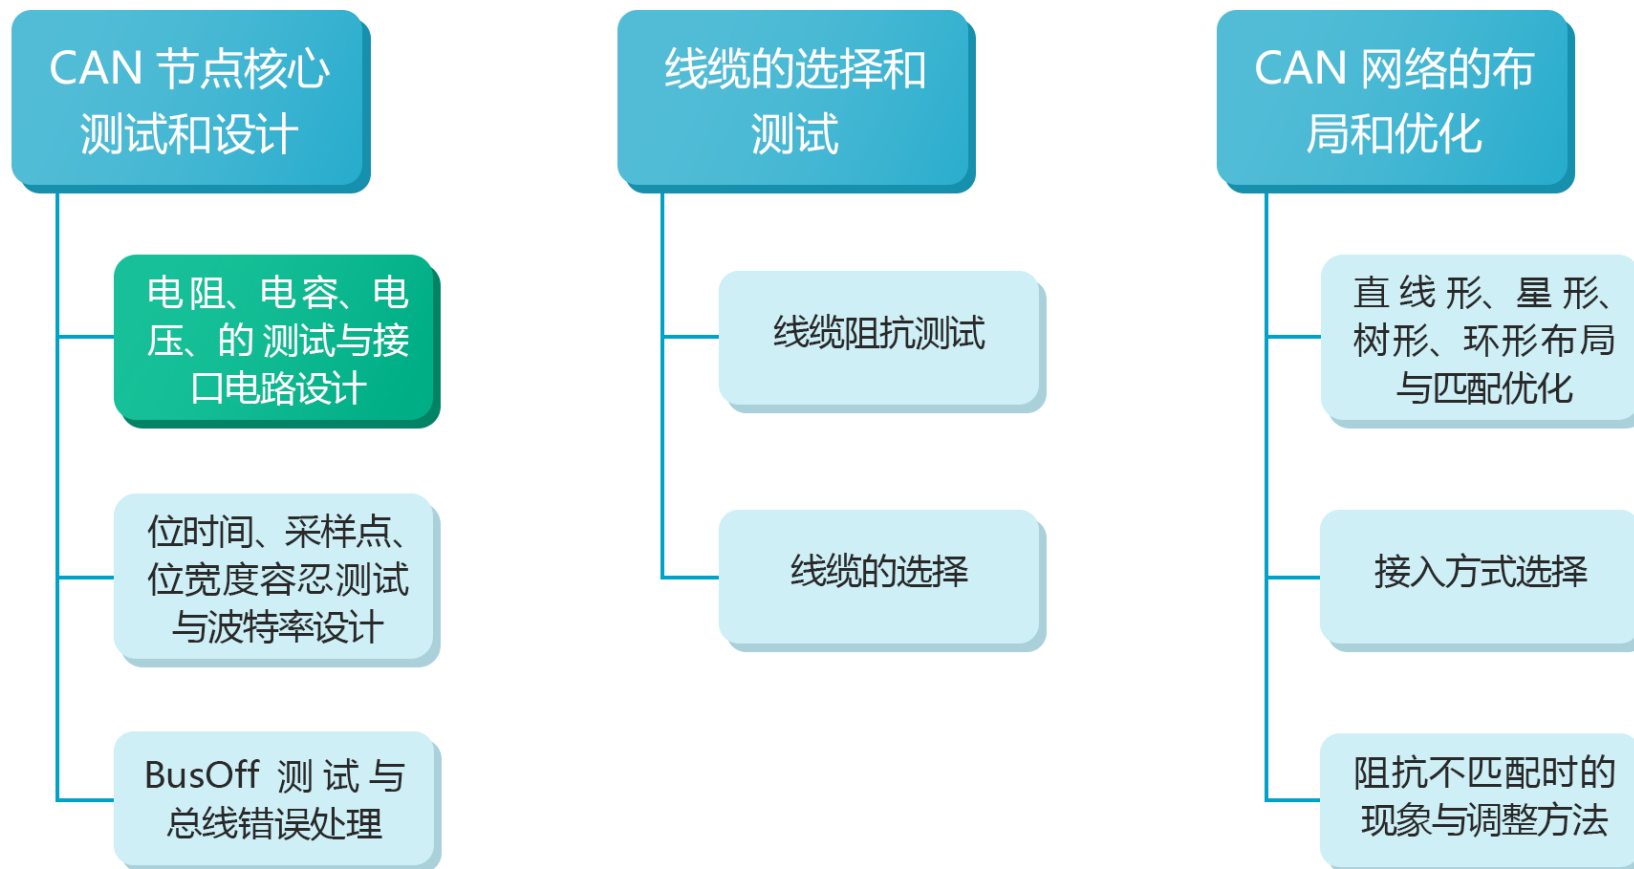 CAN 节点核心
测试和设计
电阻、电容、电
压、的 测试与接
口电路设计
位时间、采样点、
位宽度容忍测试
与波特率设计
BusOff 测试与
总线错误处理
线缆的选择和
测试
线缆阻抗测试
线缆的选择
CAN 网络的布
局和优化
直线形、星形、
树形、环形布局
与匹配优化
接入方式选择
阻抗不匹配时的
现象与调整方法